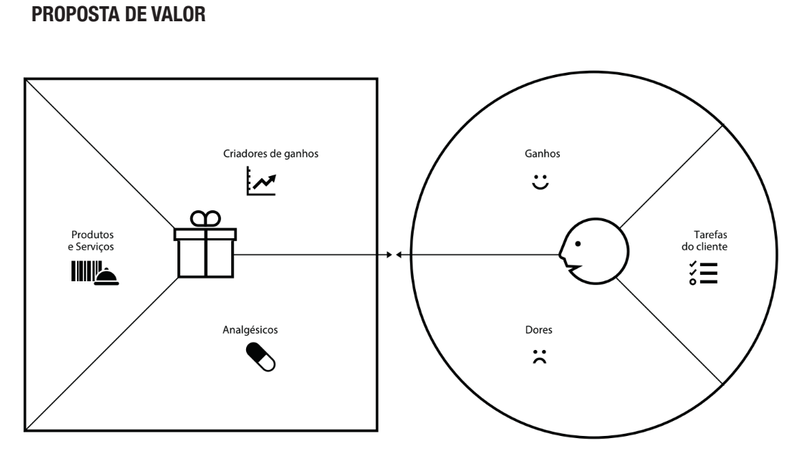 PROPOSTA DE VALOR
Criadores de ganhos
Produtos
e Serviços
Analgésicos
Ganhos
Tarefas
do cliente
Dores